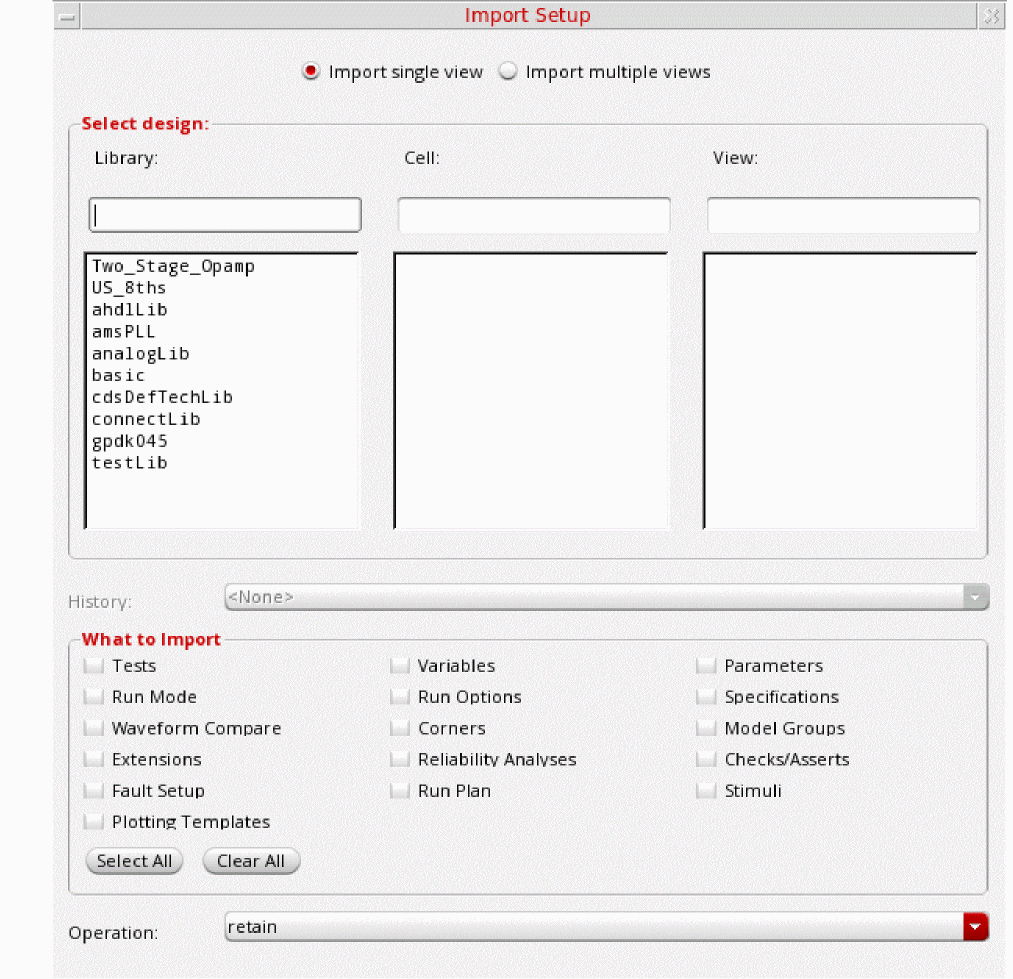 Import Setup
Import single view Import multiple views
Select design:
Library: Cell: View:
Two_Stage_Opamp
US_8ths
ahdlLib
amsPLL
analogLib
basic
cdsDefTechLib
connectLib
gpdk045
testLib
History: <None>
What to Import
Tests Variables Parameters
Run Mode Run Options Specifications
Waveform Compare Corners Model Groups
Extensions Reliability Analyses Checks/Asserts
Fault Setup Run Plan Stimuli
Plotting Templates
Select All Clear All
Operation: retain